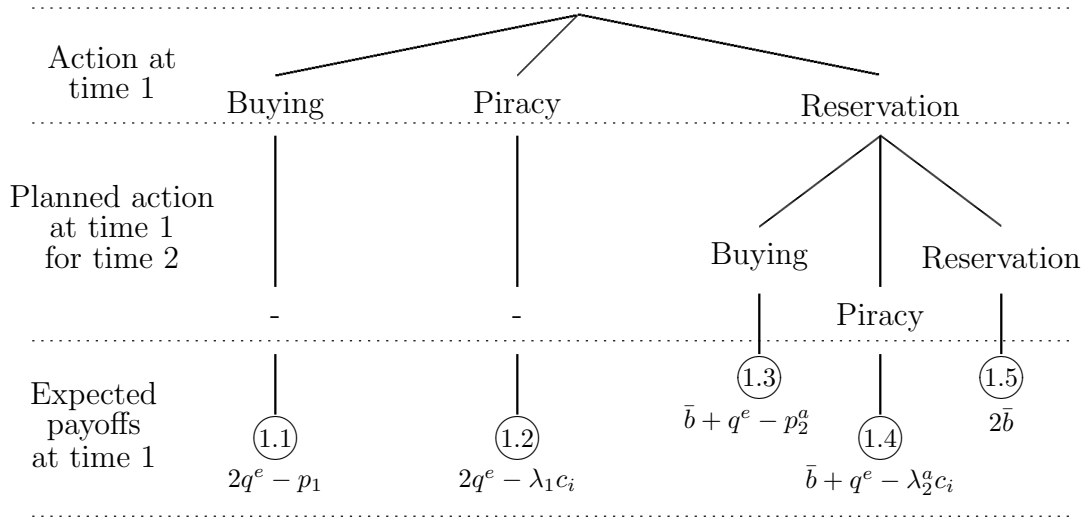 Action at
time 1
Buying
Piracy
Reservation
Planned action
at time 1
for time 2
Buying
Reservation
-
-
Piracy
Expected
payoffs
at time 1
1.1
1.2
1.3
1.4
1.5
2q^e − p_1
2q^e − λ_1c_i
b̄ + q^e − p_2^a
b̄ + q^e − λ_2^ac_i
2b̄